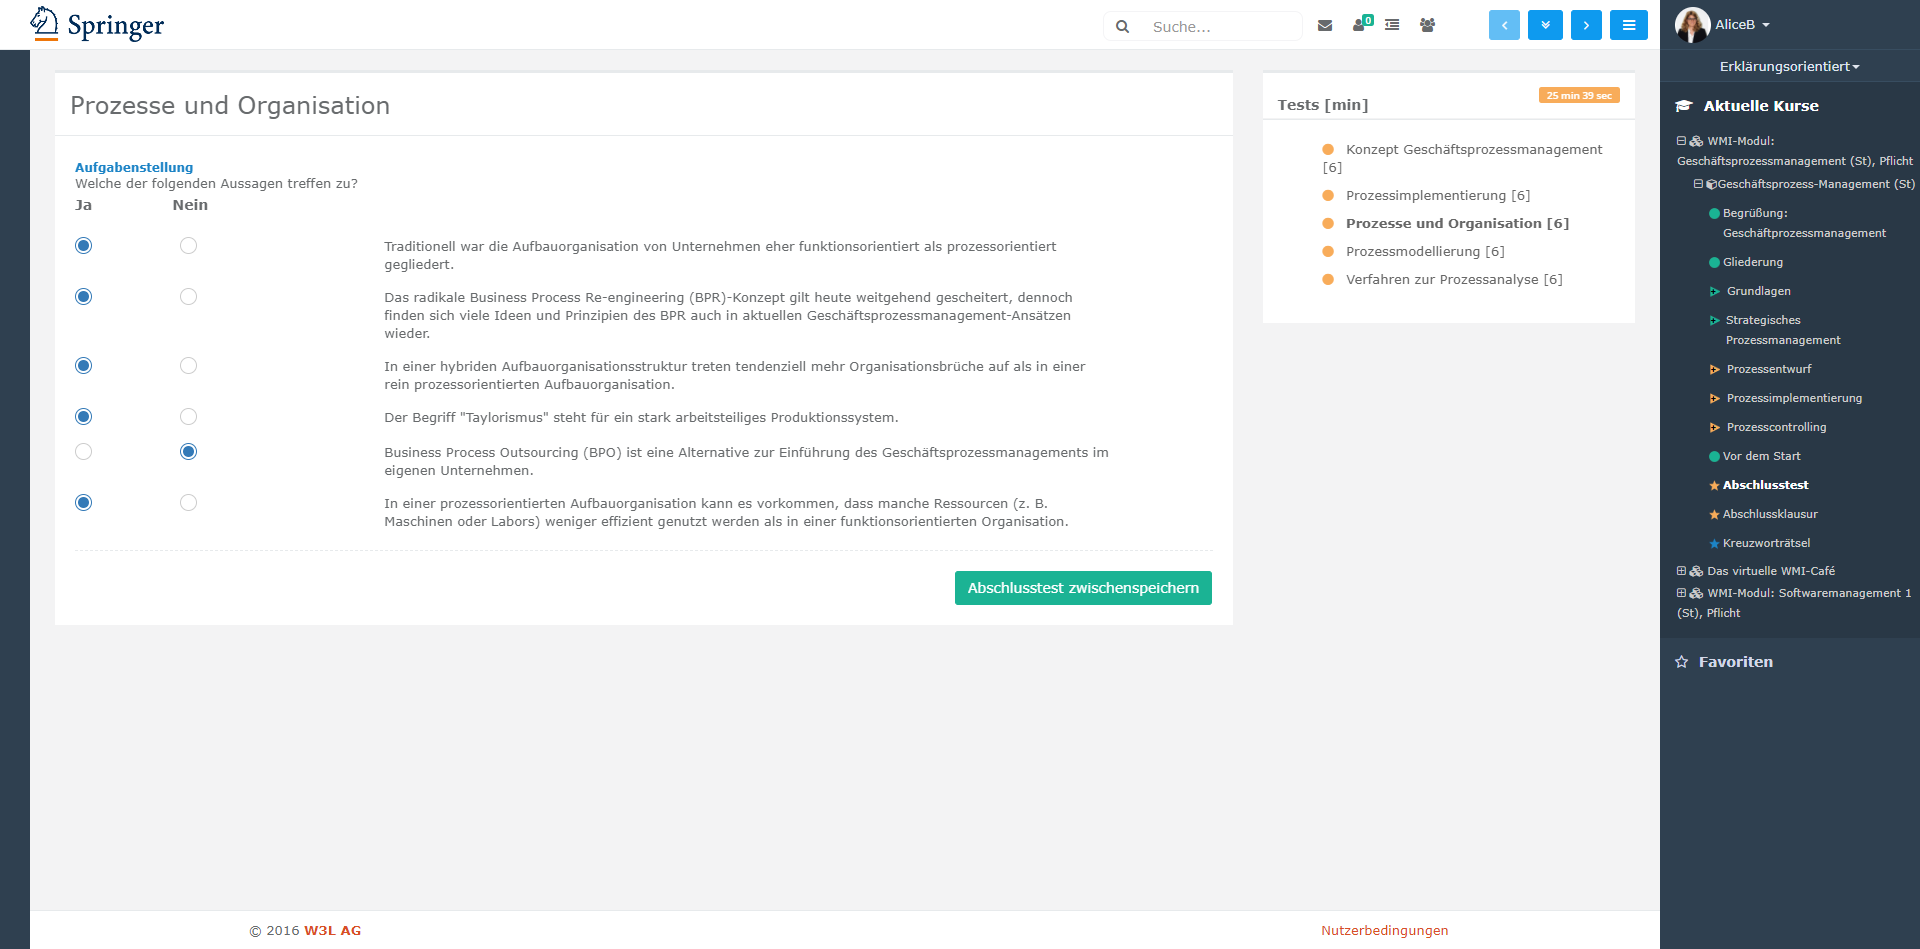 Springer
Suche...
0
AliceB
Erklärungsorientiert
Prozesse und Organisation
Aufgabenstellung
Welche der folgenden Aussagen treffen zu?
Ja Nein
Traditionell war die Aufbauorganisation von Unternehmen eher funktionsorientiert als prozessorientiert
gegliedert.
Das radikale Business Process Re-engineering (BPR)-Konzept gilt heute weitgehend gescheitert, dennoch
finden sich viele Ideen und Prinzipien des BPR auch in aktuellen Geschäftsprozessmanagement-Ansätzen
wieder.
In einer hybriden Aufbauorganisationsstruktur treten tendenziell mehr Organisationsbrüche auf als in einer
rein prozessorientierten Aufbauorganisation.
Der Begriff "Taylorismus" steht für ein stark arbeitsteiliges Produktionssystem.
Business Process Outsourcing (BPO) ist eine Alternative zur Einführung des Geschäftsprozessmanagements im
eigenen Unternehmen.
In einer prozessorientierten Aufbauorganisation kann es vorkommen, dass manche Ressourcen (z. B.
Maschinen oder Labors) weniger effizient genutzt werden als in einer funktionsorientierten Organisation.
Abschlusstest zwischenspeichern
Tests [min]
25 min 39 sec
Konzept Geschäftsprozessmanagement
[6]
Prozessimplementierung [6]
Prozesse und Organisation [6]
Prozessmodellierung [6]
Verfahren zur Prozessanalyse [6]
Aktuelle Kurse
WMI-Modul:
Geschäftsprozessmanagement (St), Pflicht
Geschäftsprozess-Management (St)
Begrüßung:
Geschäftprozessmanagement
Gliederung
Grundlagen
Strategisches
Prozessmanagement
Prozessentwurf
Prozessimplementierung
Prozesscontrolling
Vor dem Start
Abschlusstest
Abschlussklausur
Kreuzworträtsel
Das virtuelle WMI-Café
WMI-Modul: Softwaremanagement 1
(St), Pflicht
Favoriten
© 2016 W3L AG
Nutzerbedingungen